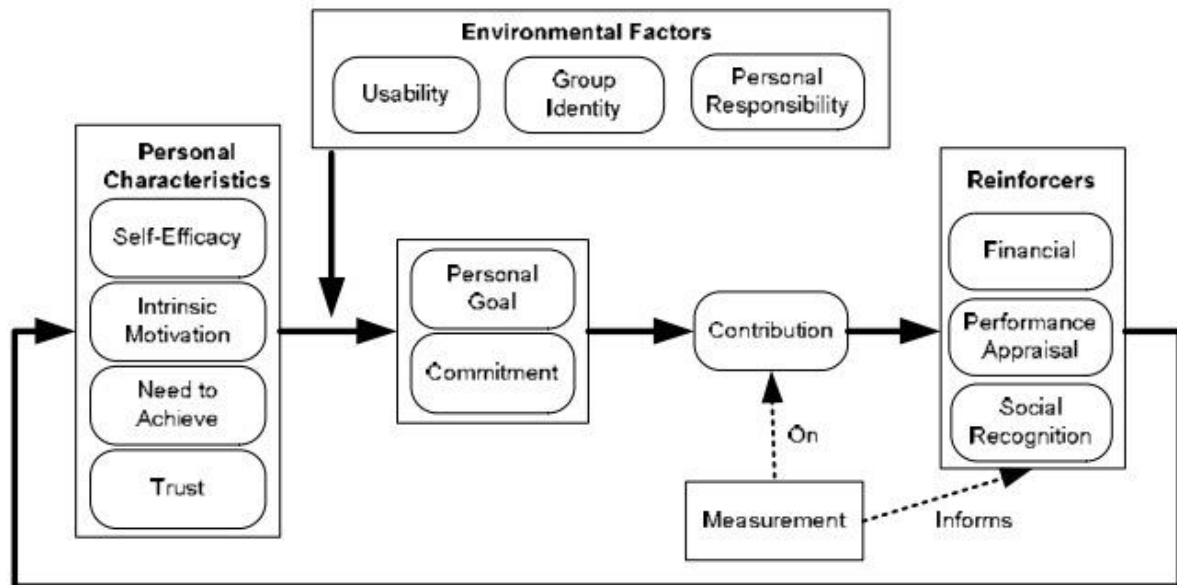 Environmental Factors
Usability
Group
Identity
Personal
Responsibility
Personal
Characteristics
Self-Efficacy
Intrinsic
Motivation
Need to
Achieve
Trust
Personal
Goal
Commitment
Contribution
Reinforcers
Financial
Performance
Appraisal
Social
Recognition
On
Measurement
Informs